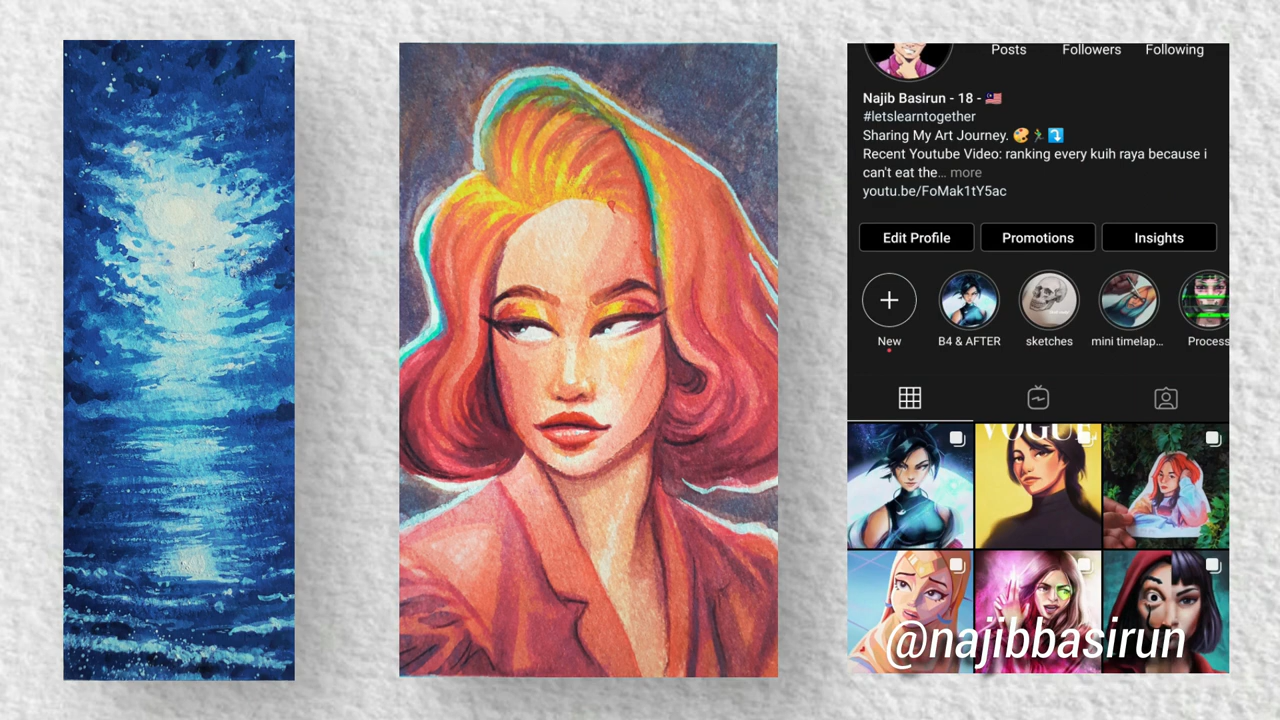 Posts Followers Following
Najib Basirun - 18 - 🇲🇾
#letslearntogether
Sharing My Art Journey. 🎨🏃‍♂️⤵️
Recent Youtube Video: ranking every kuih raya because i
can't eat the... more
youtu.be/FoMak1tY5ac
Edit Profile Promotions Insights
New B4 & AFTER sketches mini timelap... Process
VOGUE
@najibbasirun